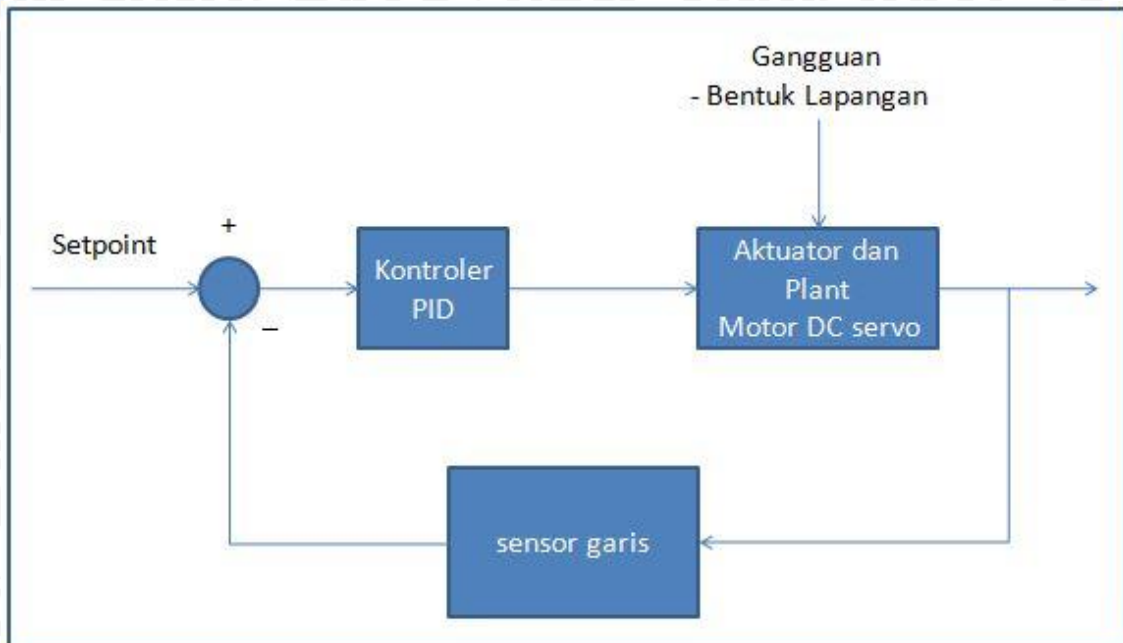 Gangguan
- Bentuk Lapangan
+
Setpoint
Kontroler
PID
Aktuator dan
Plant
Motor DC servo
–
sensor garis